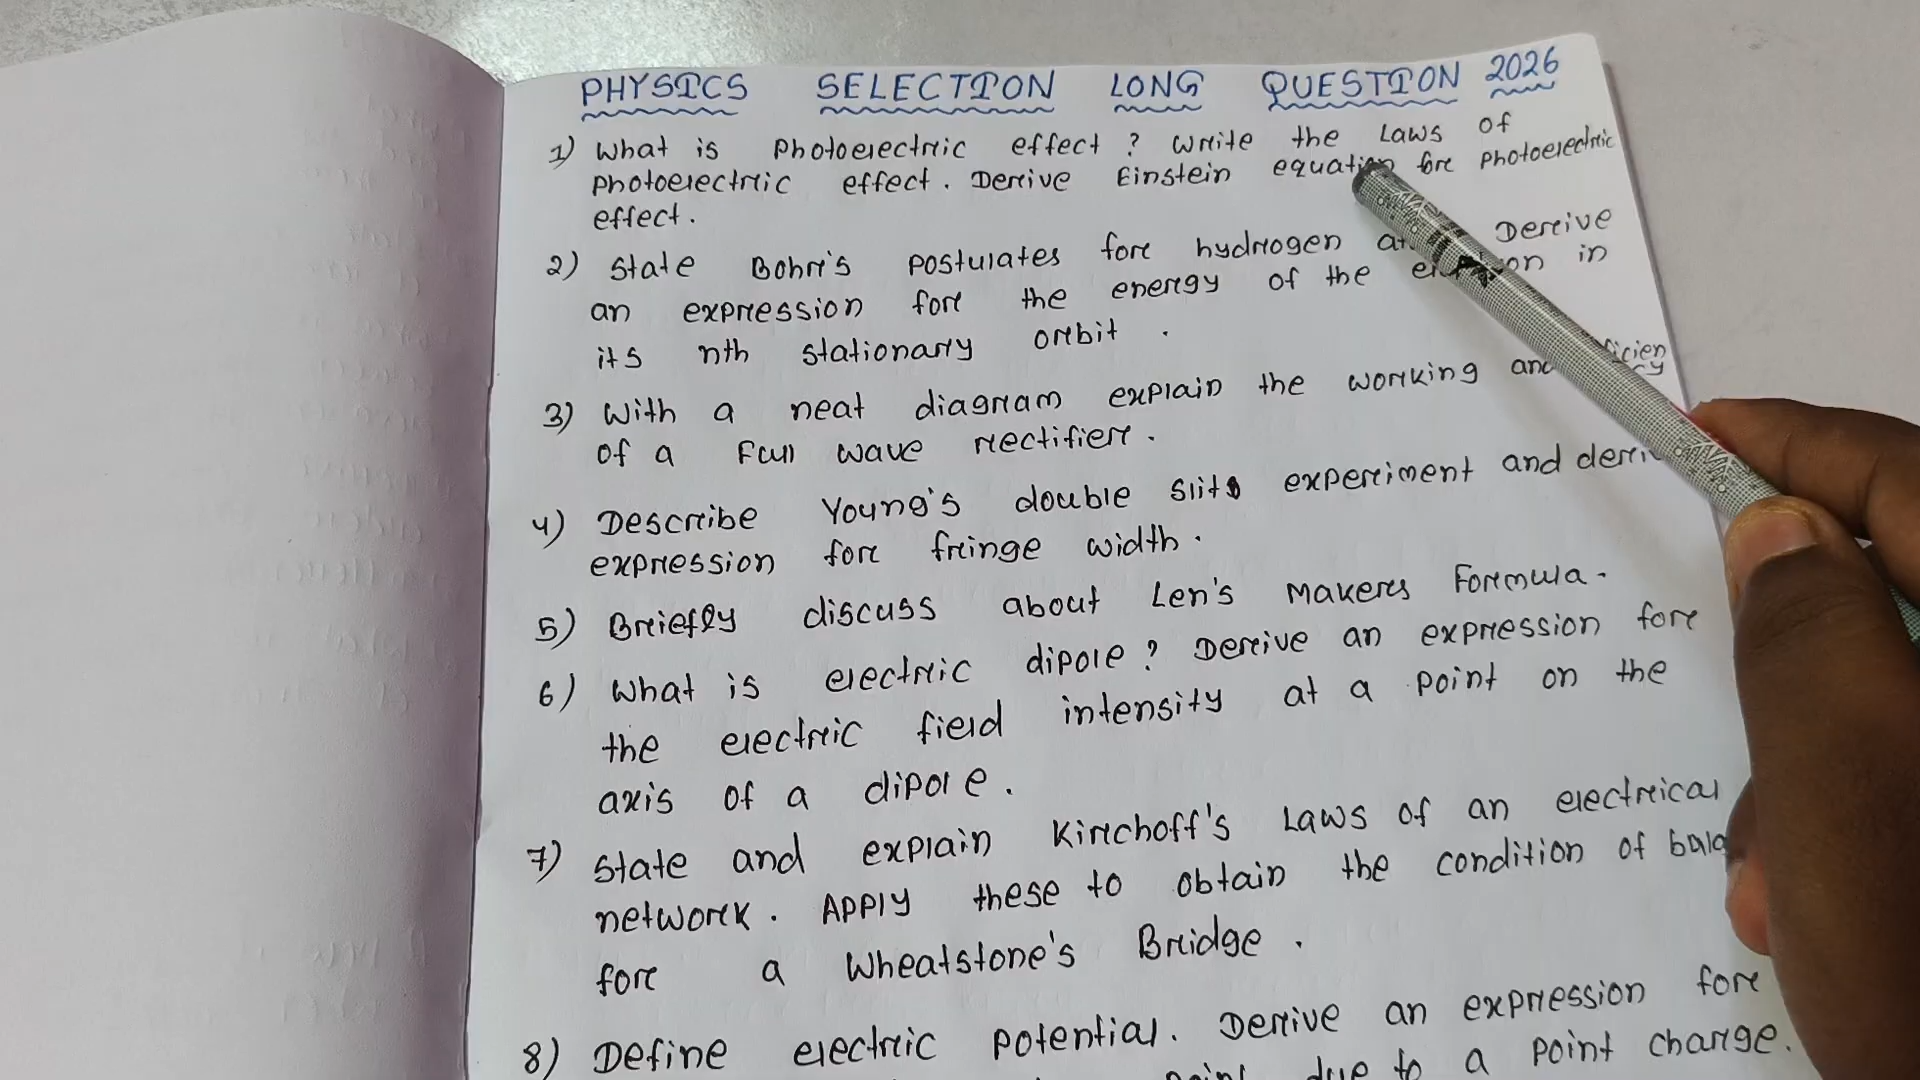 PHYSICS SELECTION LONG QUESTION 2026
1) What is Photoelectric effect? Write the Laws of
Photoelectric effect. Derive Einstein equation for Photoelectric
effect.
2) State Bohr's Postulates for hydrogen Derive
an expression for the energy of the in
its nth stationary orbit.
3) With a neat diagram explain the working and
of a Full wave rectifier.
4) Describe Young's double slits experiment and
expression for fringe width.
5) Briefly discuss about Len's Makers Formula.
6) What is electric dipole? Derive an expression for
the electric field intensity at a Point on the
axis of a dipole.
7) State and explain Kirchoff's Laws of an electrical
network. Apply these to obtain the condition of
for a Wheatstone's Bridge.
8) Define electric Potential. Derive an expression for
due to a Point charge.